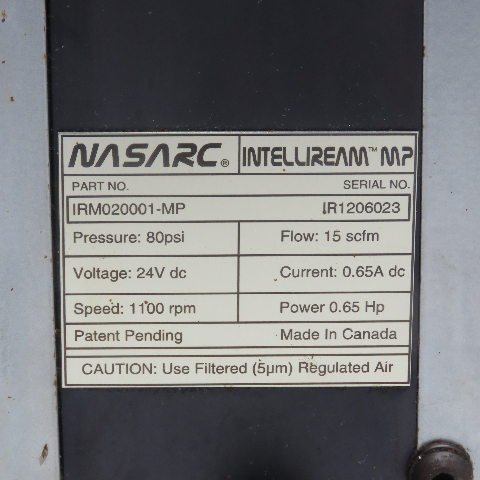 NASARC® INTELLIREAM™ MP
PART NO. SERIAL NO.
IRM020001-MP IR1206023
Pressure: 80psi Flow: 15 scfm
Voltage: 24V dc Current: 0.65A dc
Speed: 1100 rpm Power 0.65 Hp
Patent Pending Made In Canada
CAUTION: Use Filtered (5µm) Regulated Air